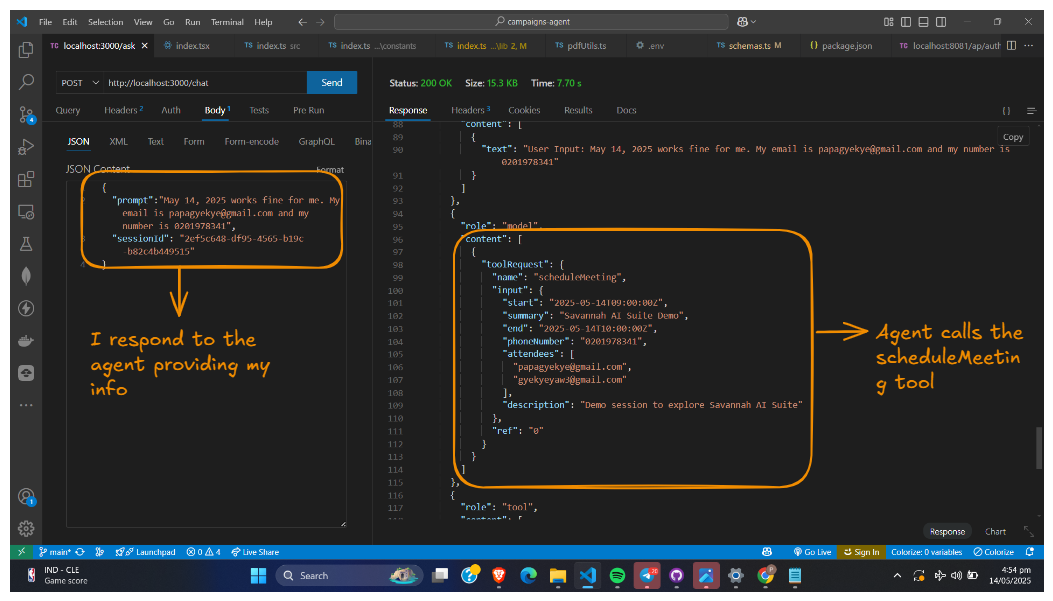 File Edit Selection View Go Run Terminal Help
campaigns-agent
TC localhost:3000/ask
index.tsx
TS index.ts src
TS index.ts ...\constants
TS index.ts ...\lib 2, M
TS pdfUtils.ts
.env
TS schemas.ts M
{} package.json
TC localhost:8081/ap/auth
POST
http://localhost:3000/chat
Send
Query Headers 2 Auth Body 1 Tests Pre Run
JSON XML Text Form Form-encode GraphQL Bina
JSON Content
Format
{
"prompt":"May 14, 2025 works fine for me. My
email is papagyekye@gmail.com and my
number is 0201978341",
"sessionId": "2ef5c648-df95-4565-b19c
-b82c4b449515"
4 }
I respond to the
agent providing my
info
Status: 200 OK Size: 15.3 KB Time: 7.70 s
Response Headers 3 Cookies Results Docs
{ }
Copy
88 "content": [
89 {
90 "text": "User Input: May 14, 2025 works fine for me. My email is papagyekye@gmail.com and my number is
0201978341"
91 }
92 ]
93 },
94 {
95 "role": "model",
96 "content": [
97 {
98 "toolRequest": {
99 "name": "scheduleMeeting",
100 "input": {
101 "start": "2025-05-14T09:00:00Z",
102 "summary": "Savannah AI Suite Demo",
103 "end": "2025-05-14T10:00:00Z",
104 "phoneNumber": "0201978341",
105 "attendees": [
106 "papagyekye@gmail.com",
107 "gyekyeyaw3@gmail.com"
108 ],
109 "description": "Demo session to explore Savannah AI Suite"
110 },
111 "ref": "0"
112 }
113 }
114 ]
115 },
116 {
117 "role": "tool",
118 "content": [
Agent calls the
scheduleMeetin
g tool
Response Chart
main* Launchpad 0 4 Live Share
Go Live Sign In Colorize: 0 variables Colorize
IND - CLE
Game score
Search
20
4:54 pm
14/05/2025